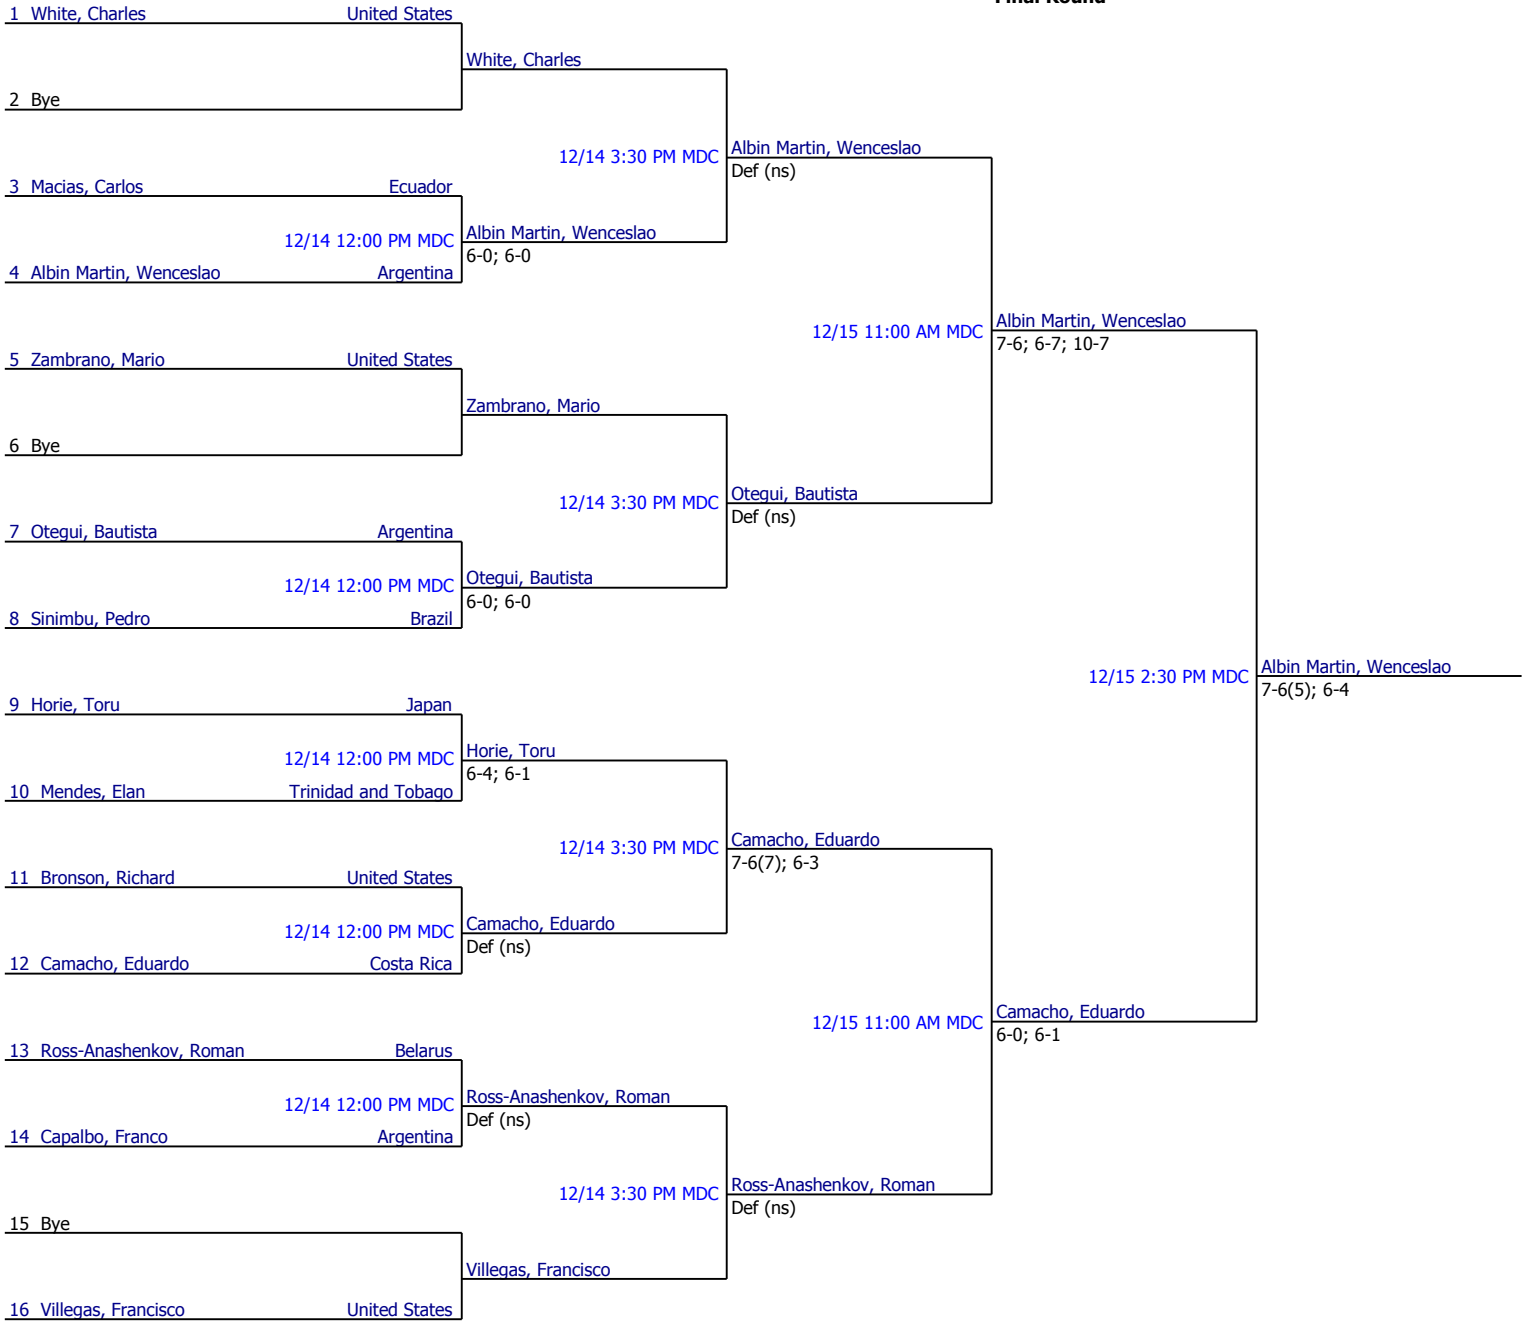 Final Round
1 White, Charles United States
White, Charles
2 Bye
12/14 3:30 PM MDC Albin Martin, Wenceslao
Def (ns)
3 Macias, Carlos Ecuador
12/14 12:00 PM MDC Albin Martin, Wenceslao
6-0; 6-0
4 Albin Martin, Wenceslao Argentina
12/15 11:00 AM MDC Albin Martin, Wenceslao
7-6; 6-7; 10-7
5 Zambrano, Mario United States
Zambrano, Mario
6 Bye
12/14 3:30 PM MDC Otegui, Bautista
Def (ns)
7 Otegui, Bautista Argentina
12/14 12:00 PM MDC Otegui, Bautista
6-0; 6-0
8 Sinimbu, Pedro Brazil
12/15 2:30 PM MDC Albin Martin, Wenceslao
7-6(5); 6-4
9 Horie, Toru Japan
12/14 12:00 PM MDC Horie, Toru
6-4; 6-1
10 Mendes, Elan Trinidad and Tobago
12/14 3:30 PM MDC Camacho, Eduardo
7-6(7); 6-3
11 Bronson, Richard United States
12/14 12:00 PM MDC Camacho, Eduardo
Def (ns)
12 Camacho, Eduardo Costa Rica
12/15 11:00 AM MDC Camacho, Eduardo
6-0; 6-1
13 Ross-Anashenkov, Roman Belarus
12/14 12:00 PM MDC Ross-Anashenkov, Roman
Def (ns)
14 Capalbo, Franco Argentina
12/14 3:30 PM MDC Ross-Anashenkov, Roman
Def (ns)
15 Bye
Villegas, Francisco
16 Villegas, Francisco United States